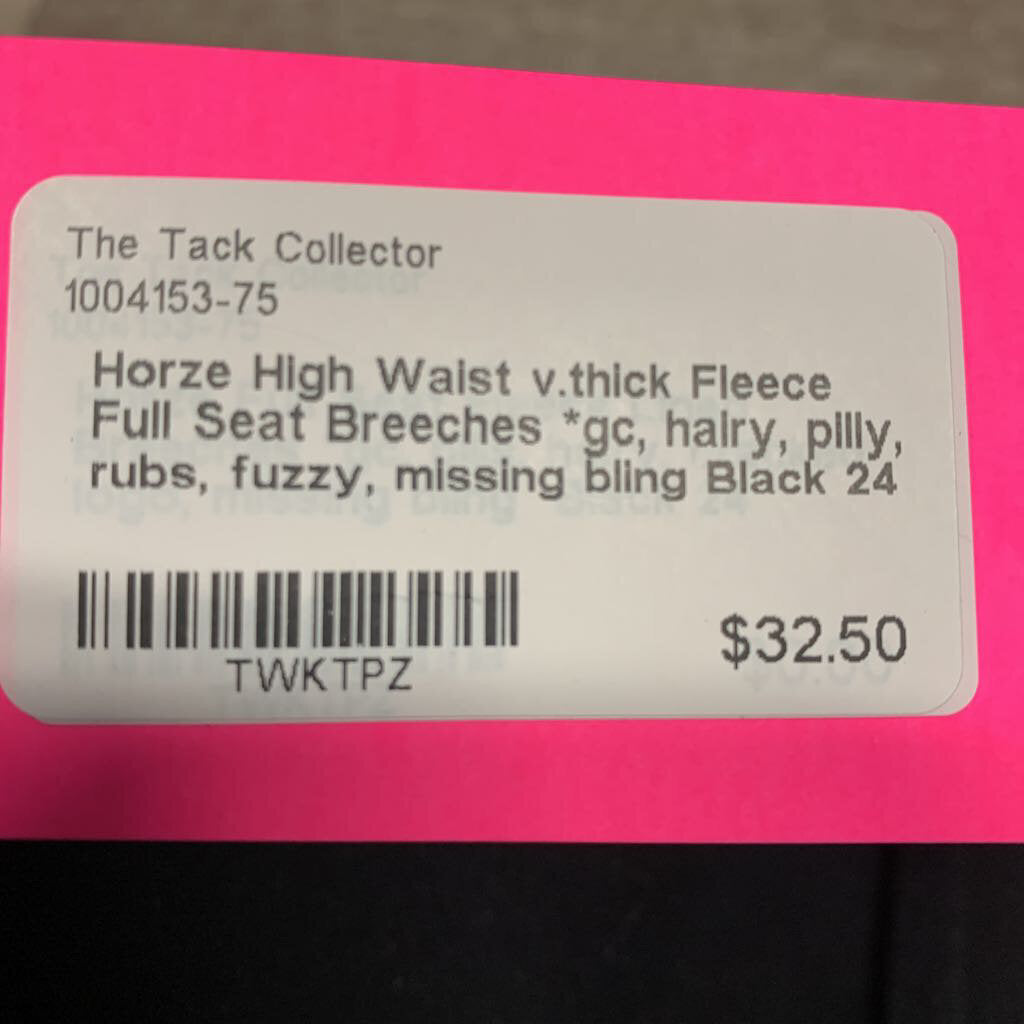 The Tack Collector
1004153-75
Horze High Waist v.thick Fleece
Full Seat Breeches *gc, hairy, pilly,
rubs, fuzzy, missing bling Black 24
TWKTPZ
$32.50